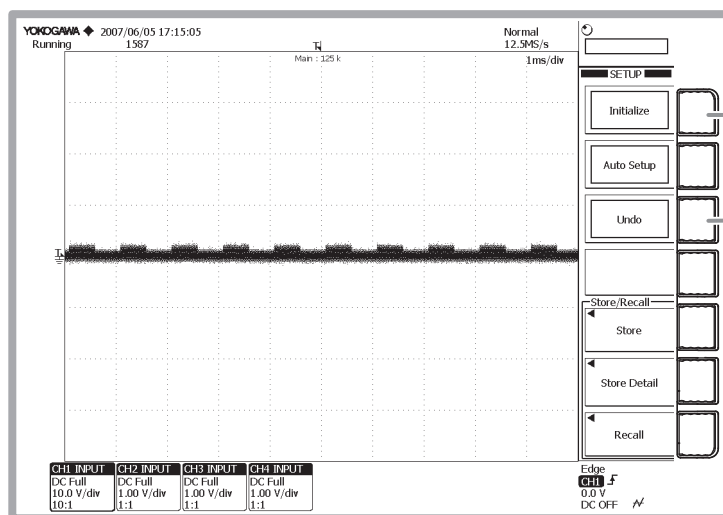 YOKOGAWA ◆ 2007/06/05 17:15:05
Running 1587
Normal
12.5MS/s
T
Main : 125 k
1ms/div
T
CH1 INPUT
DC Full
10.0 V/div
10:1
CH2 INPUT
DC Full
1.00 V/div
1:1
CH3 INPUT
DC Full
1.00 V/div
1:1
CH4 INPUT
DC Full
1.00 V/div
1:1
SETUP
Initialize
Auto Setup
Undo
Store/Recall
Store
Store Detail
Recall
Edge
CH1
0.0 V
DC OFF